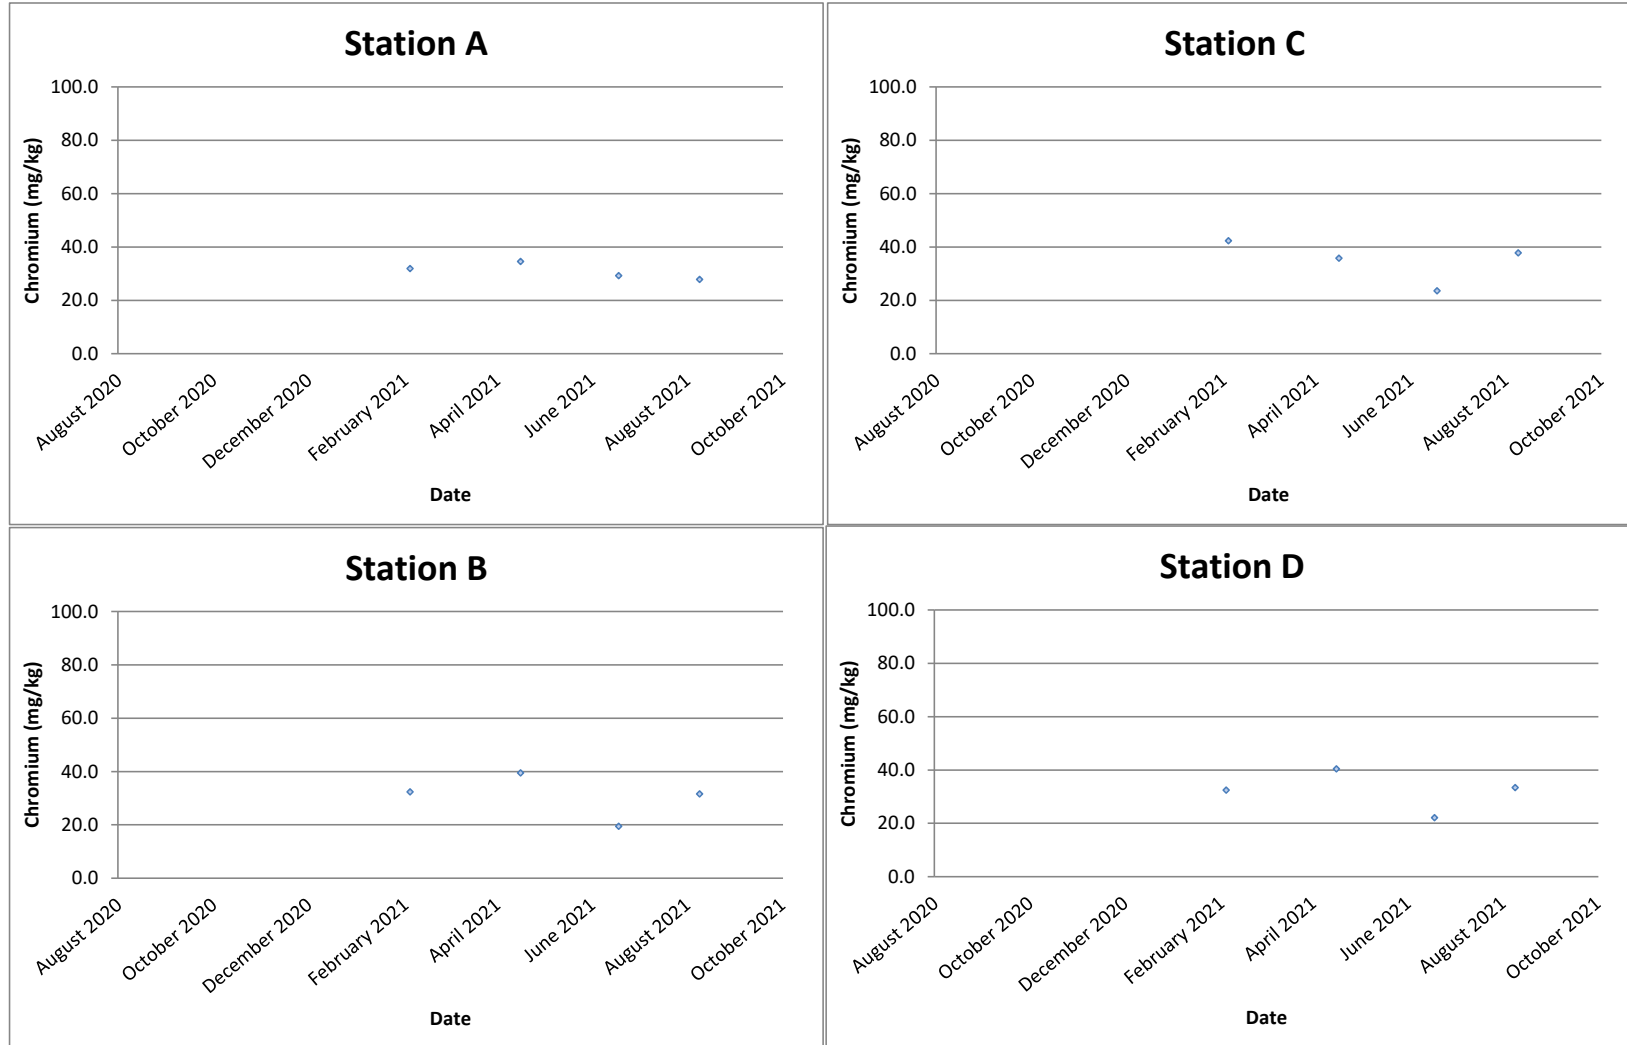 Station A
100.0
80.0
60.0
40.0
20.0
0.0
Chromium (mg/kg)
August 2020
October 2020
December 2020
February 2021
April 2021
June 2021
August 2021
October 2021
Date
Station C
100.0
80.0
60.0
40.0
20.0
0.0
Chromium (mg/kg)
August 2020
October 2020
December 2020
February 2021
April 2021
June 2021
August 2021
October 2021
Date
Station B
100.0
80.0
60.0
40.0
20.0
0.0
Chromium (mg/kg)
August 2020
October 2020
December 2020
February 2021
April 2021
June 2021
August 2021
October 2021
Date
Station D
100.0
80.0
60.0
40.0
20.0
0.0
Chromium (mg/kg)
August 2020
October 2020
December 2020
February 2021
April 2021
June 2021
August 2021
October 2021
Date